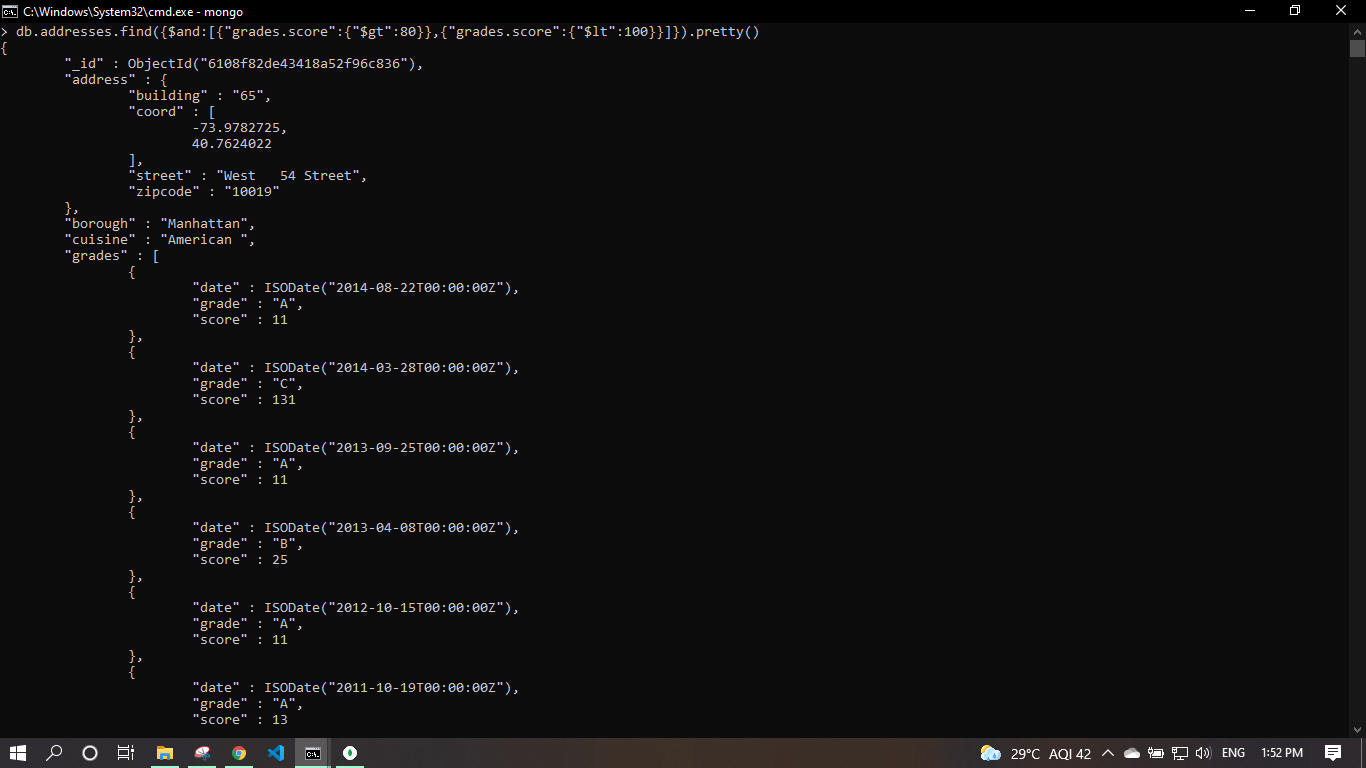 C:\Windows\System32\cmd.exe - mongo
> db.addresses.find({$and:[{"grades.score":{"$gt":80}},{"grades.score":{"$lt":100}}]}).pretty()
{
        "_id" : ObjectId("6108f82de43418a52f96c836"),
        "address" : {
                "building" : "65",
                "coord" : [
                        -73.9782725,
                        40.7624022
                ],
                "street" : "West   54 Street",
                "zipcode" : "10019"
        },
        "borough" : "Manhattan",
        "cuisine" : "American ",
        "grades" : [
                {
                        "date" : ISODate("2014-08-22T00:00:00Z"),
                        "grade" : "A",
                        "score" : 11
                },
                {
                        "date" : ISODate("2014-03-28T00:00:00Z"),
                        "grade" : "C",
                        "score" : 131
                },
                {
                        "date" : ISODate("2013-09-25T00:00:00Z"),
                        "grade" : "A",
                        "score" : 11
                },
                {
                        "date" : ISODate("2013-04-08T00:00:00Z"),
                        "grade" : "B",
                        "score" : 25
                },
                {
                        "date" : ISODate("2012-10-15T00:00:00Z"),
                        "grade" : "A",
                        "score" : 11
                },
                {
                        "date" : ISODate("2011-10-19T00:00:00Z"),
                        "grade" : "A",
                        "score" : 13
29°C AQI 42 ENG 1:52 PM